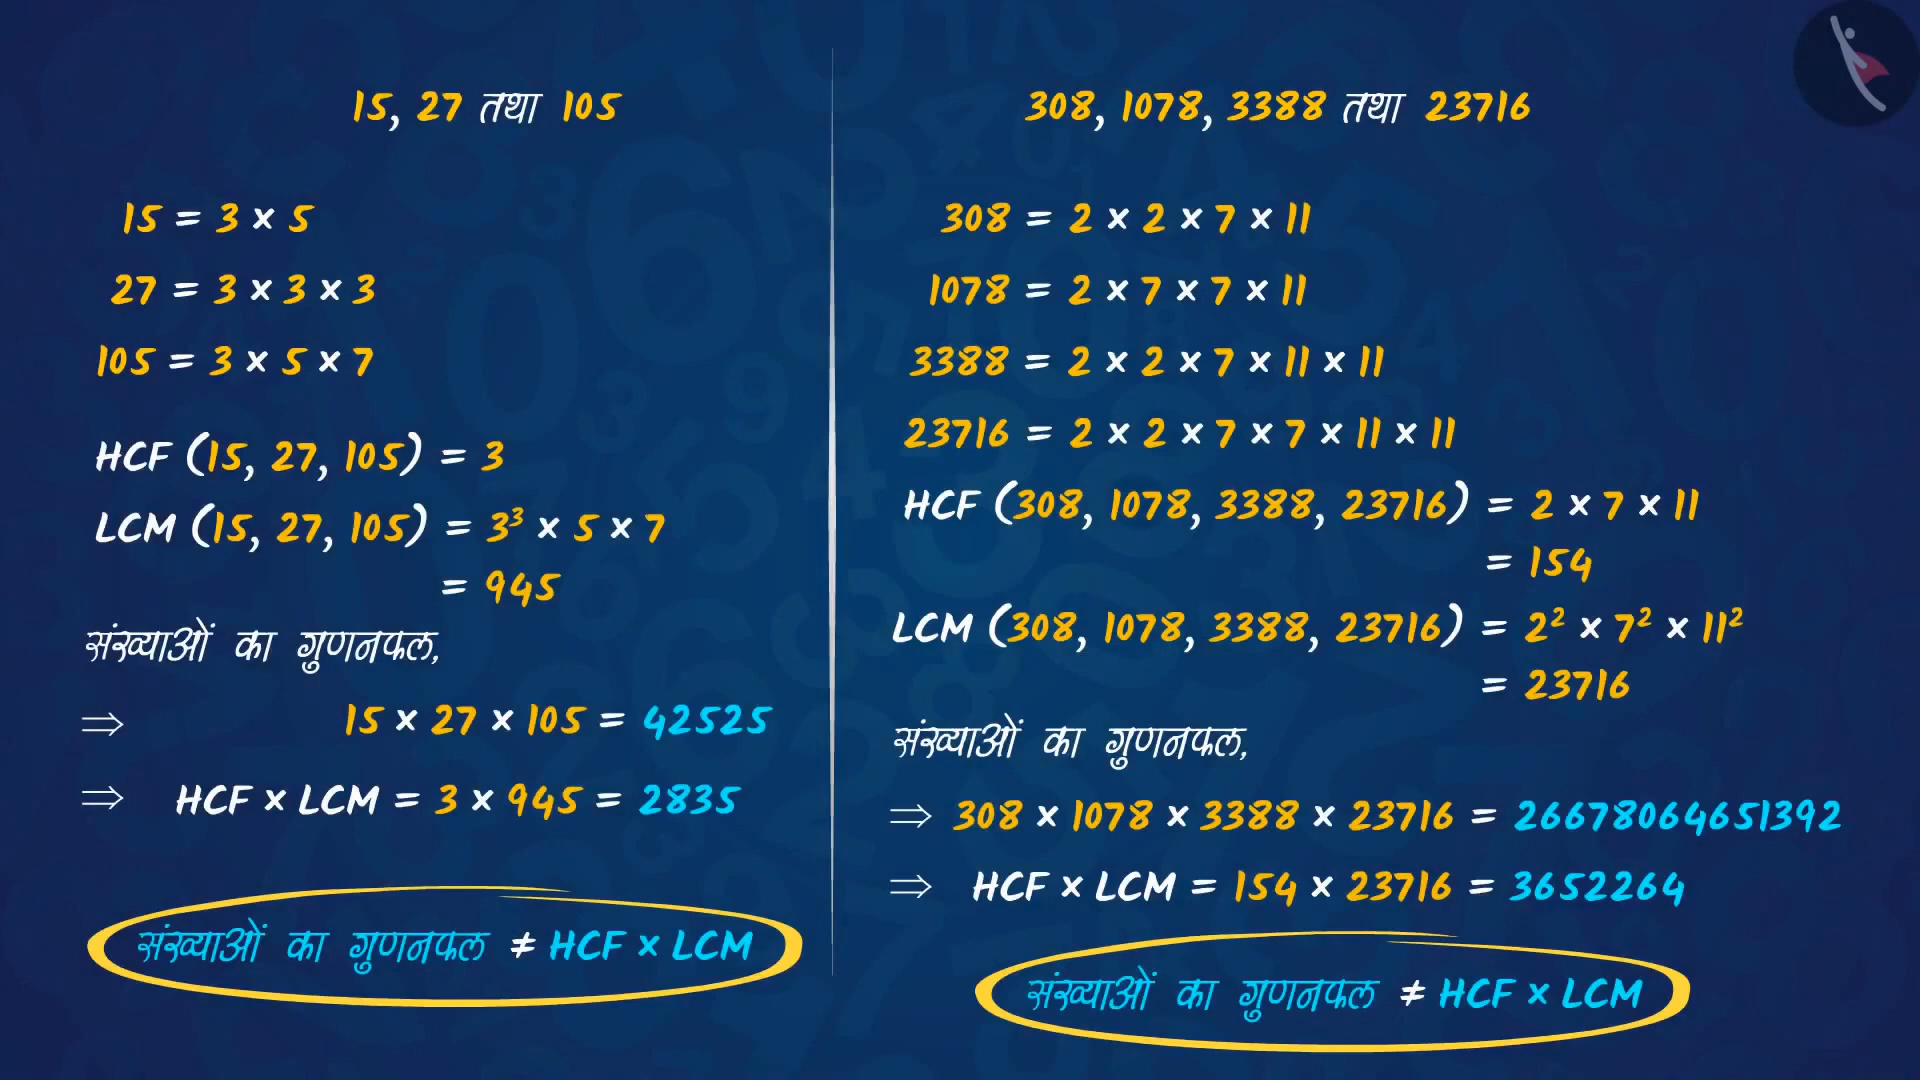 15, 27 तथा 105
15 = 3 × 5
27 = 3 × 3 × 3
105 = 3 × 5 × 7
HCF (15, 27, 105) = 3
LCM (15, 27, 105) = 3³ × 5 × 7
= 945
संख्याओं का गुणनफल,
⇒ 15 × 27 × 105 = 42525
⇒ HCF × LCM = 3 × 945 = 2835
संख्याओं का गुणनफल ≠ HCF × LCM
308, 1078, 3388 तथा 23716
308 = 2 × 2 × 7 × 11
1078 = 2 × 7 × 7 × 11
3388 = 2 × 2 × 7 × 11 × 11
23716 = 2 × 2 × 7 × 7 × 11 × 11
HCF (308, 1078, 3388, 23716) = 2 × 7 × 11
= 154
LCM (308, 1078, 3388, 23716) = 2² × 7² × 11²
= 23716
संख्याओं का गुणनफल,
⇒ 308 × 1078 × 3388 × 23716 = 26678064651392
⇒ HCF × LCM = 154 × 23716 = 3652264
संख्याओं का गुणनफल ≠ HCF × LCM